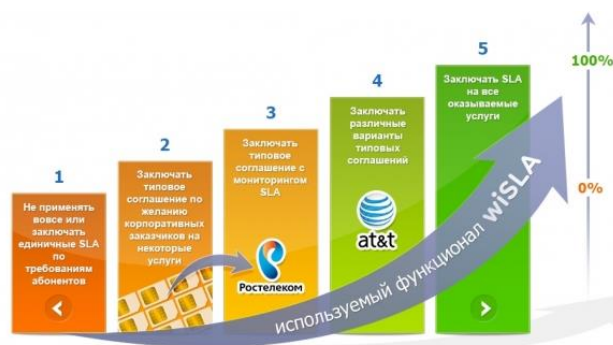 1
Не применять
вовсе или
заключать
единичные SLA
по
требованиям
абонентов
2
Заключать
типовое
соглашение по
желанию
корпоративных
заказчиков на
некоторые
услуги
3
Заключать
типовое
соглашение с
мониторингом
SLA
Ростелеком
4
Заключать
различные
варианты
типовых
соглашений
at&t
5
Заключать SLA
на все
оказываемые
услуги
используемый функционал wiSLA
100%
0%